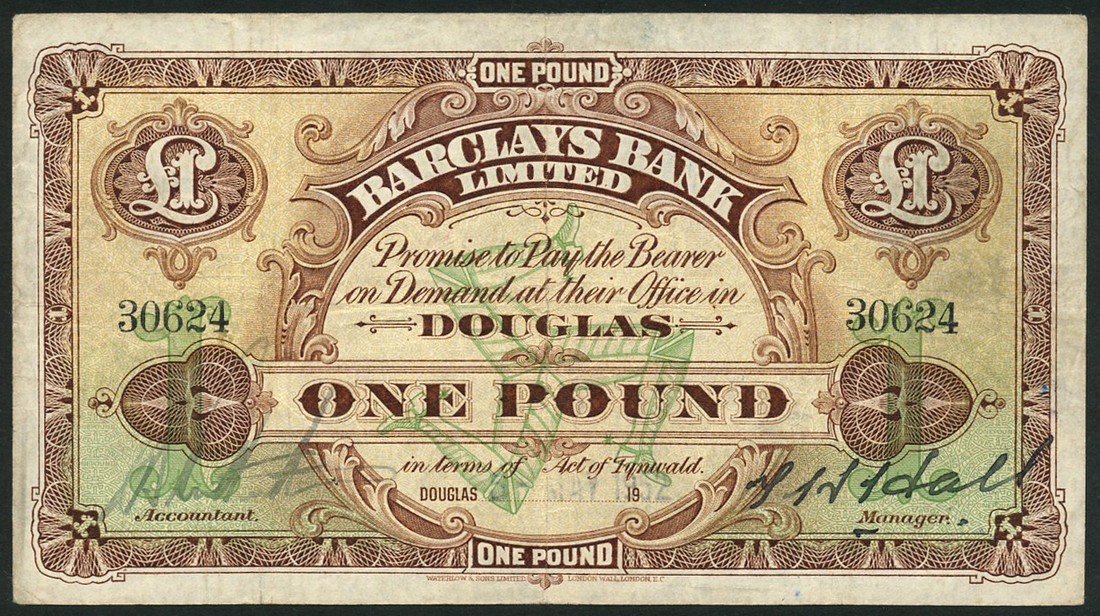 ONE POUND
£1 £1
BARCLAYS BANK
LIMITED
Promise to Pay the Bearer
on Demand at their Office in
30624 30624
DOUGLAS
ONE POUND
in terms of Act of Tynwald.
DOUGLAS 19
Hall
Accountant. Manager.
ONE POUND
WATERLOW & SONS LIMITED LONDON WALL, LONDON, E.C